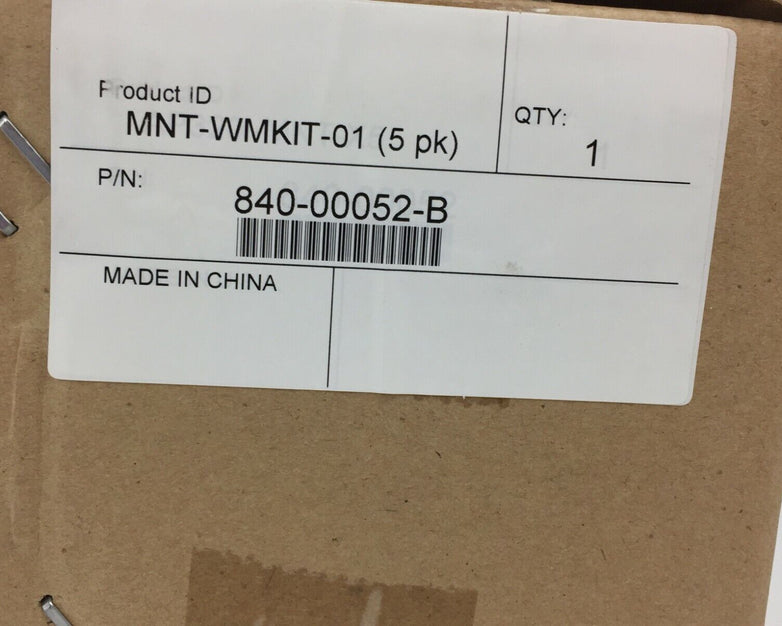 Product ID
MNT-WMKIT-01 (5 pk)
QTY:
1
P/N:
840-00052-B
MADE IN CHINA